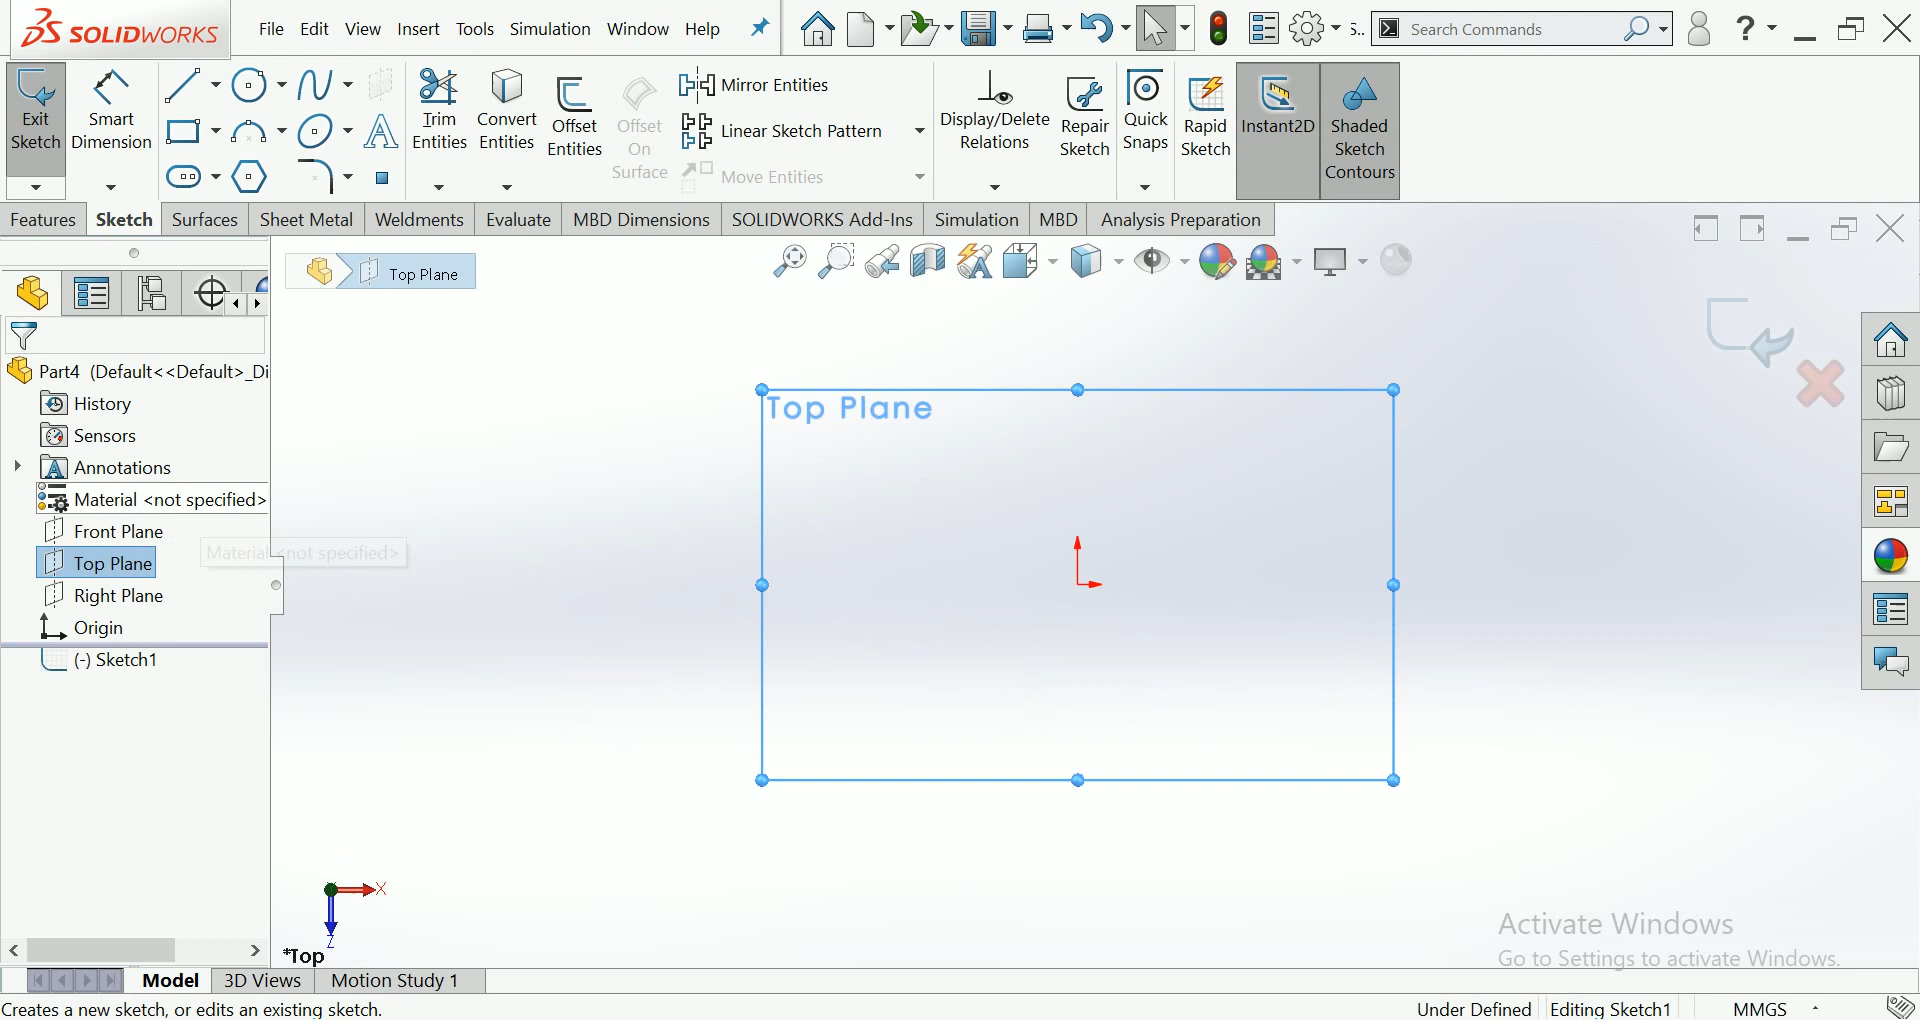 SOLIDWORKS File Edit View Insert Tools Simulation Window Help S.. Search Commands ?
Exit Sketch
Smart Dimension
Trim Entities
Convert Entities
Offset Entities
Offset On Surface
Mirror Entities
Linear Sketch Pattern
Move Entities
Display/Delete Relations
Repair Sketch
Quick Snaps
Rapid Sketch
Instant2D
Shaded Sketch Contours
Features Sketch Surfaces Sheet Metal Weldments Evaluate MBD Dimensions SOLIDWORKS Add-Ins Simulation MBD Analysis Preparation
Top Plane
Part4 (Default<<Default>_Di
History
Sensors
Annotations
Material <not specified>
Front Plane
Material <not specified>
Top Plane
Right Plane
Origin
(-) Sketch1
Top Plane
X
Z
*Top
Activate Windows
Go to Settings to activate Windows.
Model 3D Views Motion Study 1
Creates a new sketch, or edits an existing sketch. Under Defined Editing Sketch1 MMGS